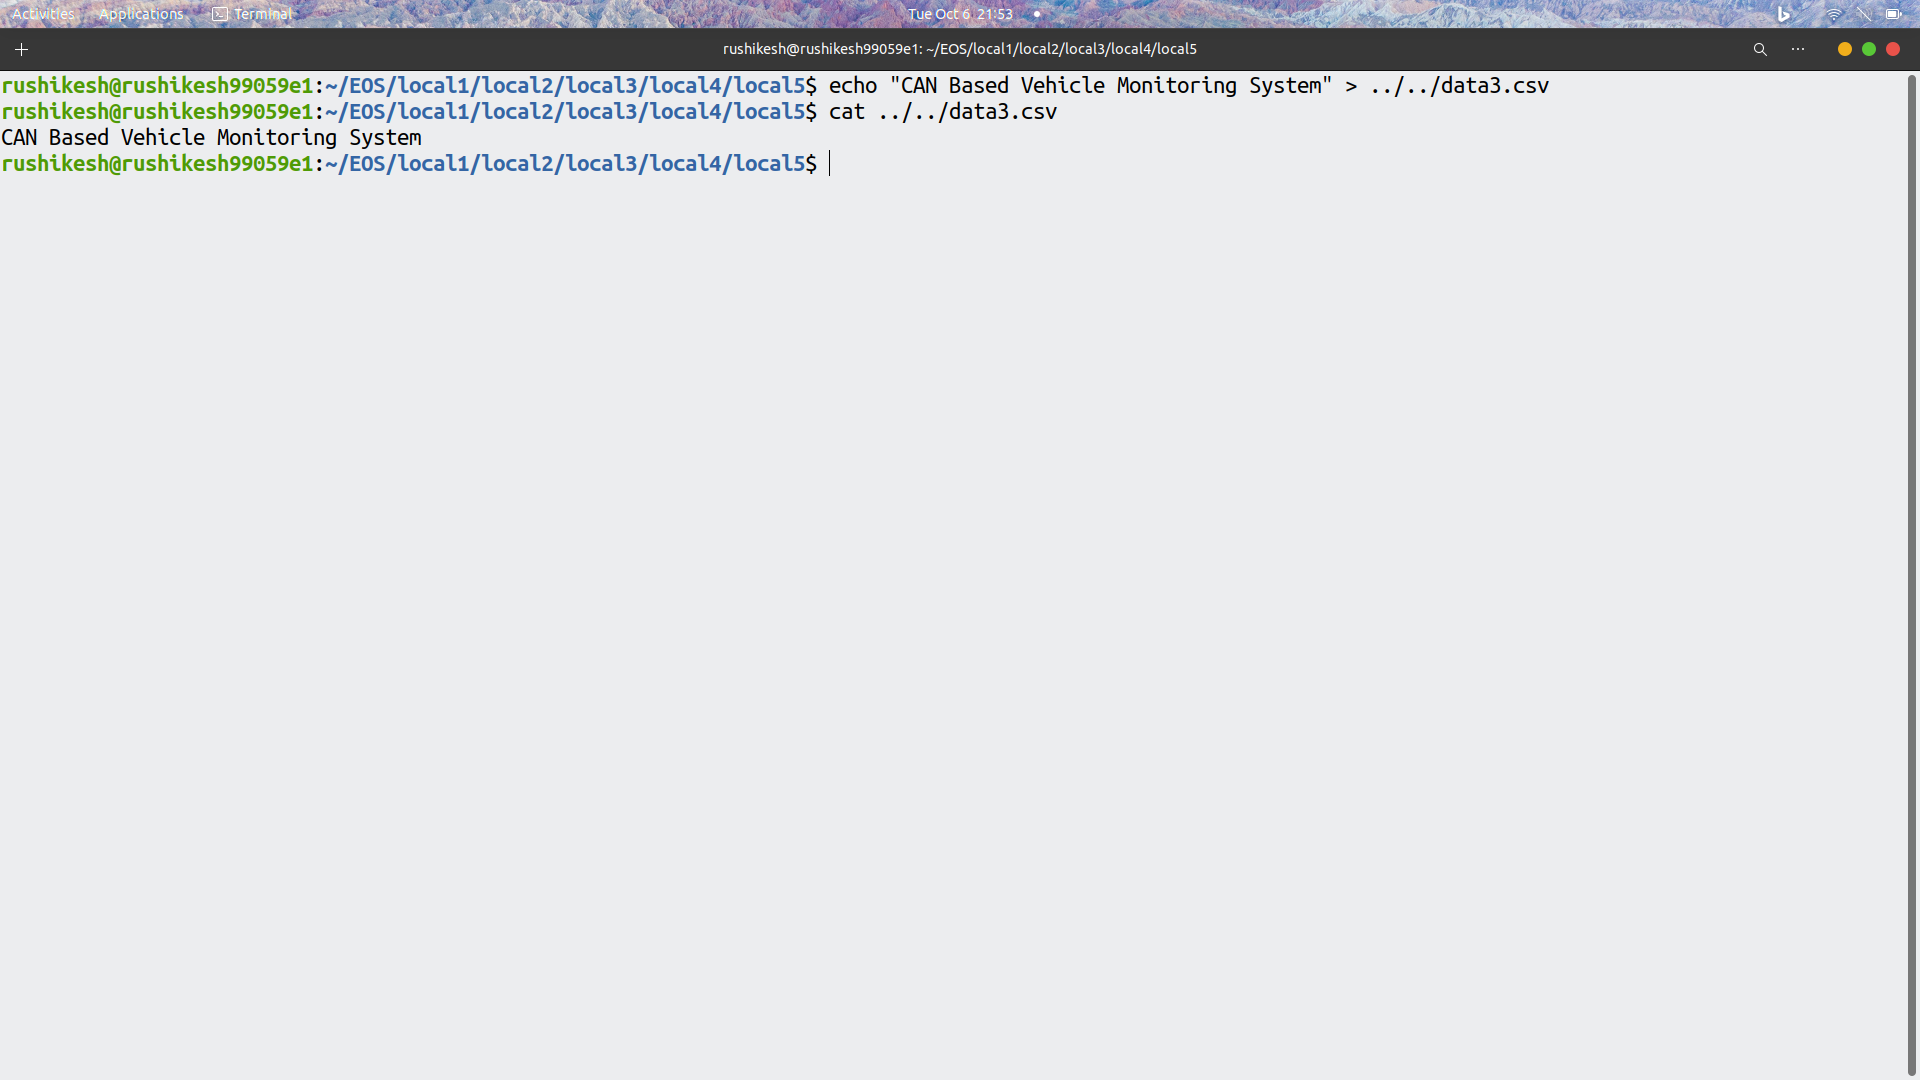 Activities Applications Terminal Tue Oct 6 21:53
rushikesh@rushikesh99059e1: ~/EOS/local1/local2/local3/local4/local5
rushikesh@rushikesh99059e1:~/EOS/local1/local2/local3/local4/local5$ echo "CAN Based Vehicle Monitoring System" > ../../data3.csv
rushikesh@rushikesh99059e1:~/EOS/local1/local2/local3/local4/local5$ cat ../../data3.csv
CAN Based Vehicle Monitoring System
rushikesh@rushikesh99059e1:~/EOS/local1/local2/local3/local4/local5$